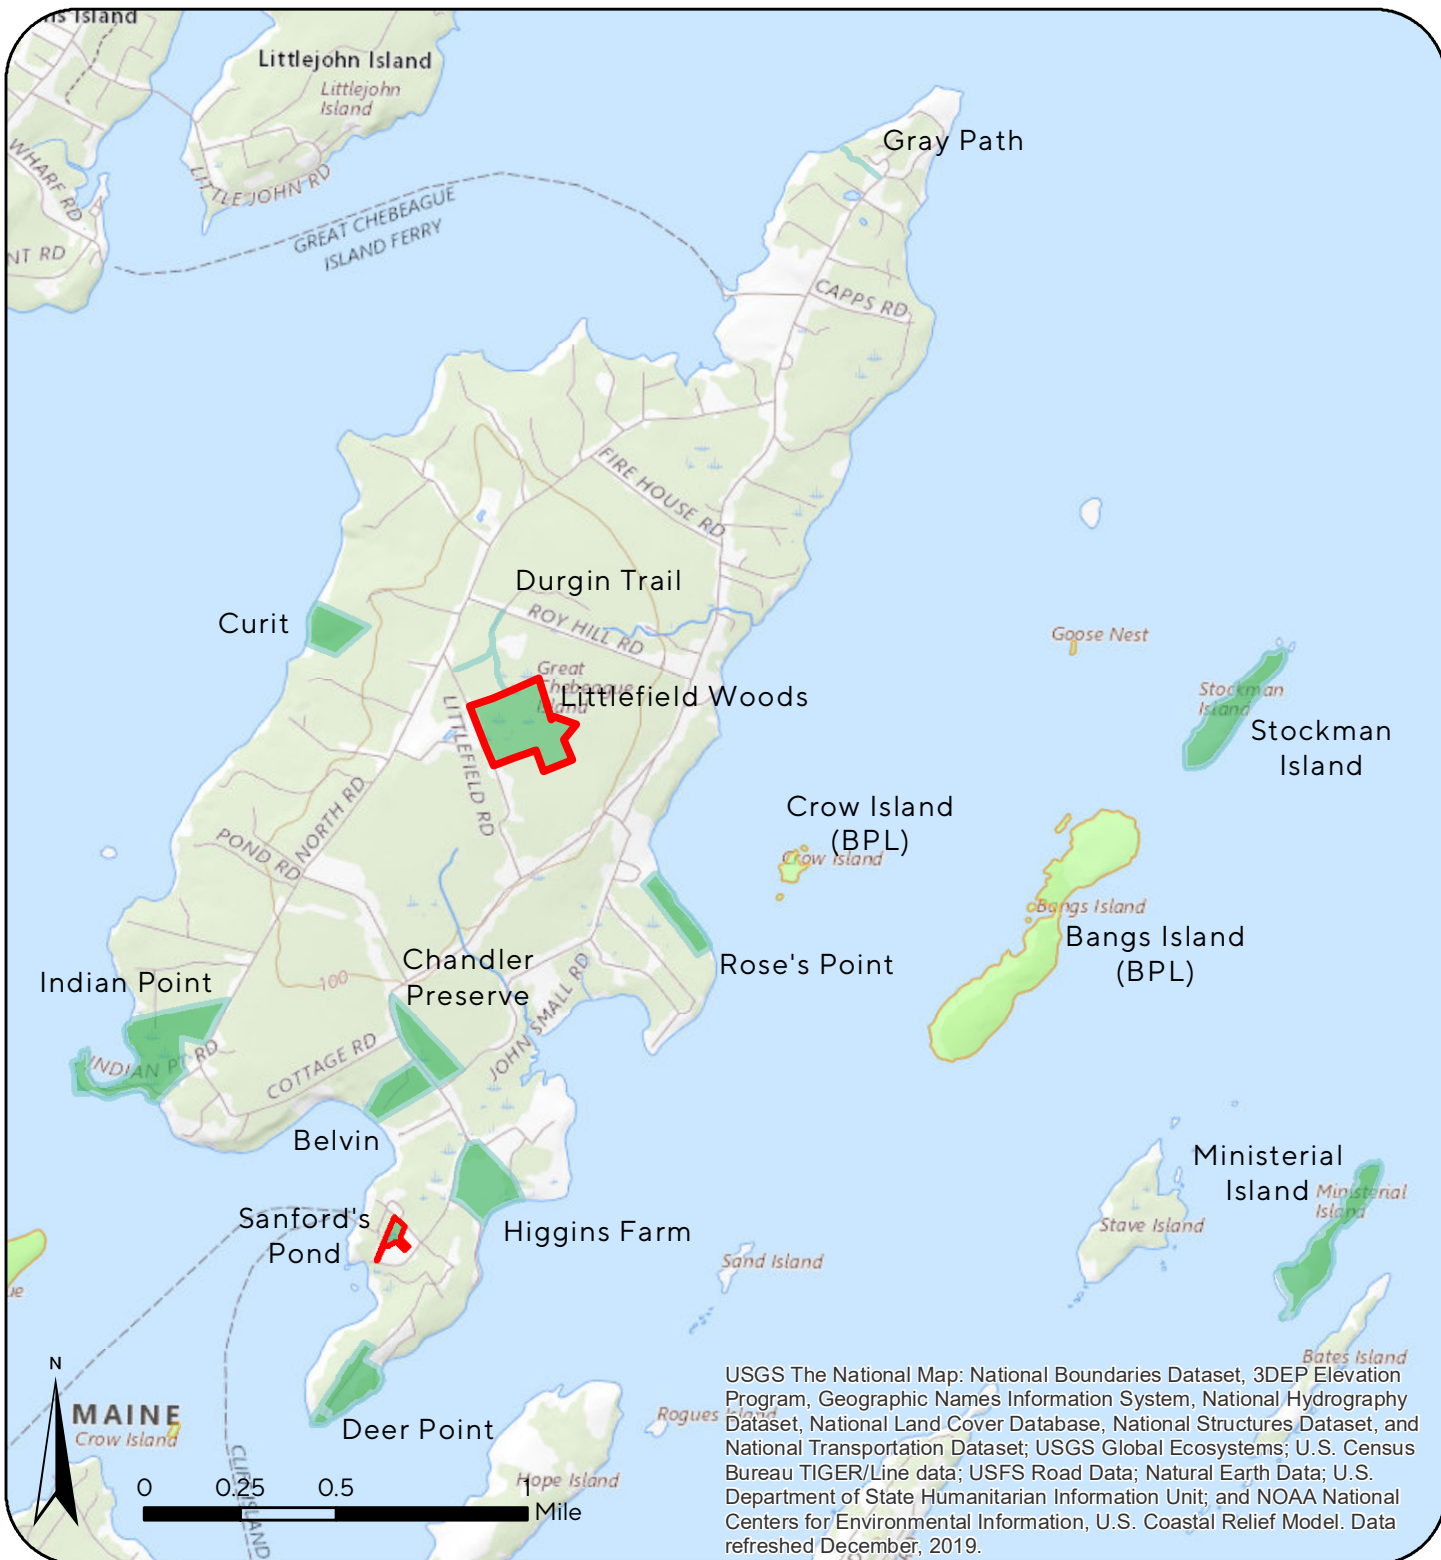 ns Island
Littlejohn Island
Littlejohn
Island
WHARF RD
LITTLE JOHN RD
NT RD
GREAT CHEBEAGUE
ISLAND FERRY
Gray Path
CAPPS RD
FIRE HOUSE RD
Durgin Trail
ROY HILL RD
Curit
Goose Nest
Great
Chebeague
Island
Littlefield Woods
Stockman
Island
Stockman
Island
LITTLEFIELD RD
NORTH RD
POND RD
Crow Island
(BPL)
Crow Island
Bangs Island
Bangs Island
(BPL)
Rose's Point
Chandler
Preserve
Indian Point
100
JOHN SMALL RD
INDIAN PT RD
COTTAGE RD
Belvin
Ministerial
Island
Ministerial
Island
Stave Island
Sanford's
Pond
Higgins Farm
Sand Island
ue
Bates Island
N
MAINE
Crow Island
Deer Point
Rogues Island
Hope Island
CLIFF ISLAND
0 0.25 0.5 1
Mile
USGS The National Map: National Boundaries Dataset, 3DEP Elevation
Program, Geographic Names Information System, National Hydrography
Dataset, National Land Cover Database, National Structures Dataset, and
National Transportation Dataset; USGS Global Ecosystems; U.S. Census
Bureau TIGER/Line data; USFS Road Data; Natural Earth Data; U.S.
Department of State Humanitarian Information Unit; and NOAA National
Centers for Environmental Information, U.S. Coastal Relief Model. Data
refreshed December, 2019.